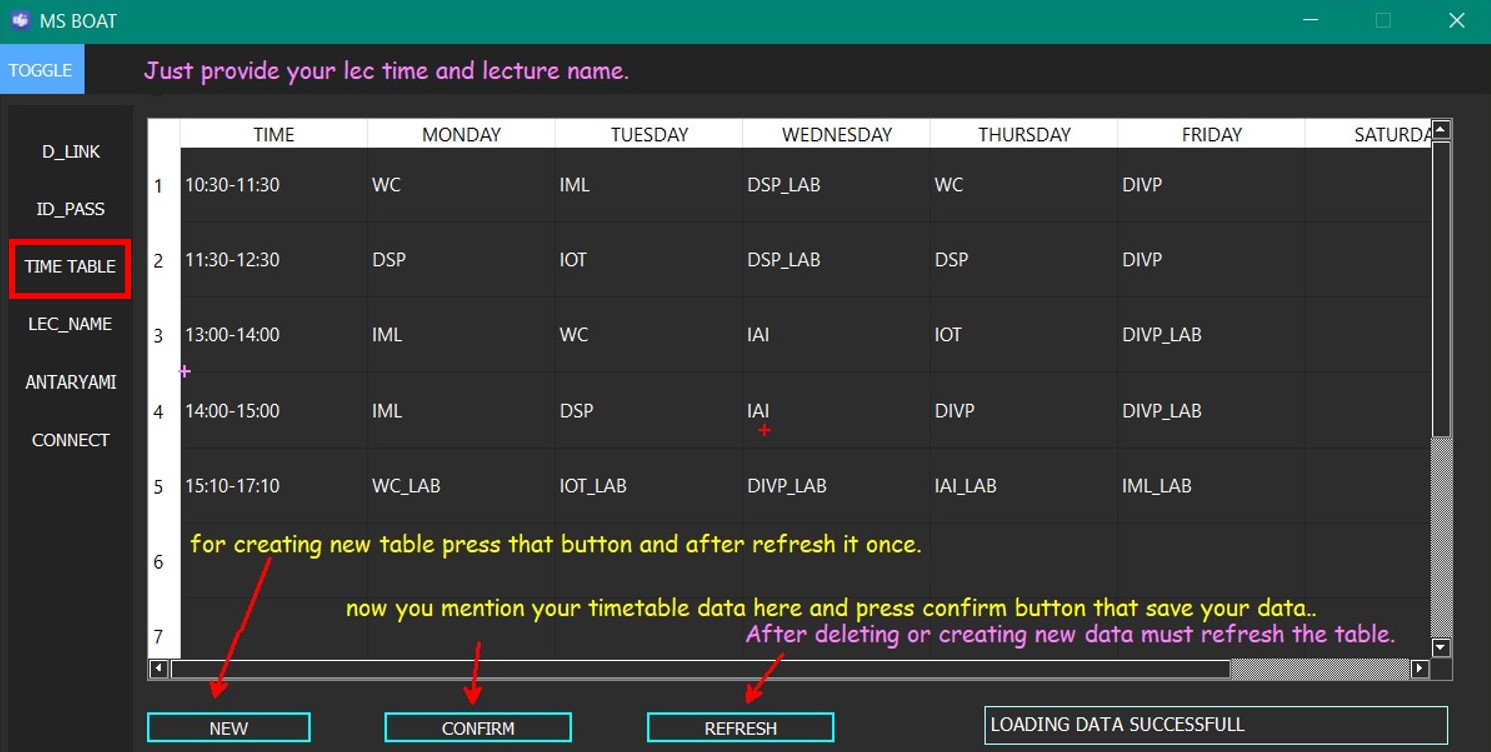 MS BOAT
TOGGLE
Just provide your lec time and lecture name.
D_LINK
ID_PASS
TIME TABLE
LEC_NAME
ANTARYAMI
CONNECT
TIME MONDAY TUESDAY WEDNESDAY THURSDAY FRIDAY SATURDA
1 10:30-11:30 WC IML DSP_LAB WC DIVP
2 11:30-12:30 DSP IOT DSP_LAB DSP DIVP
3 13:00-14:00 IML WC IAI IOT DIVP_LAB
4 14:00-15:00 IML DSP IAI DIVP DIVP_LAB
5 15:10-17:10 WC_LAB IOT_LAB DIVP_LAB IAI_LAB IML_LAB
for creating new table press that button and after refresh it once.
6
now you mention your timetable data here and press confirm button that save your data..
After deleting or creating new data must refresh the table.
7
NEW CONFIRM REFRESH LOADING DATA SUCCESSFULL